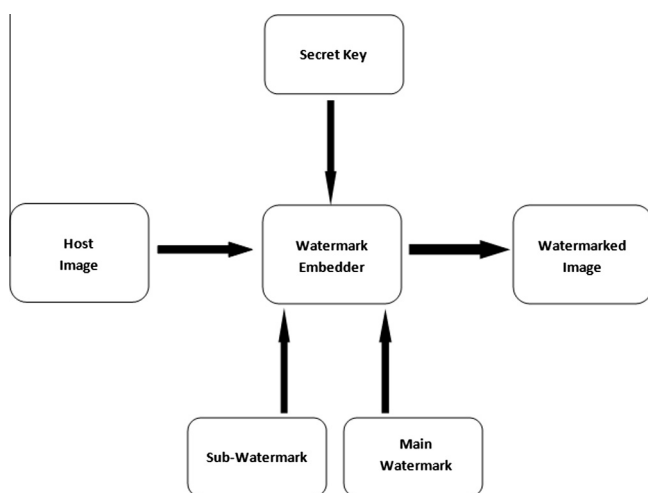 Secret Key
Host
Image
Watermark
Embedder
Watermarked
Image
Sub-Watermark
Main
Watermark